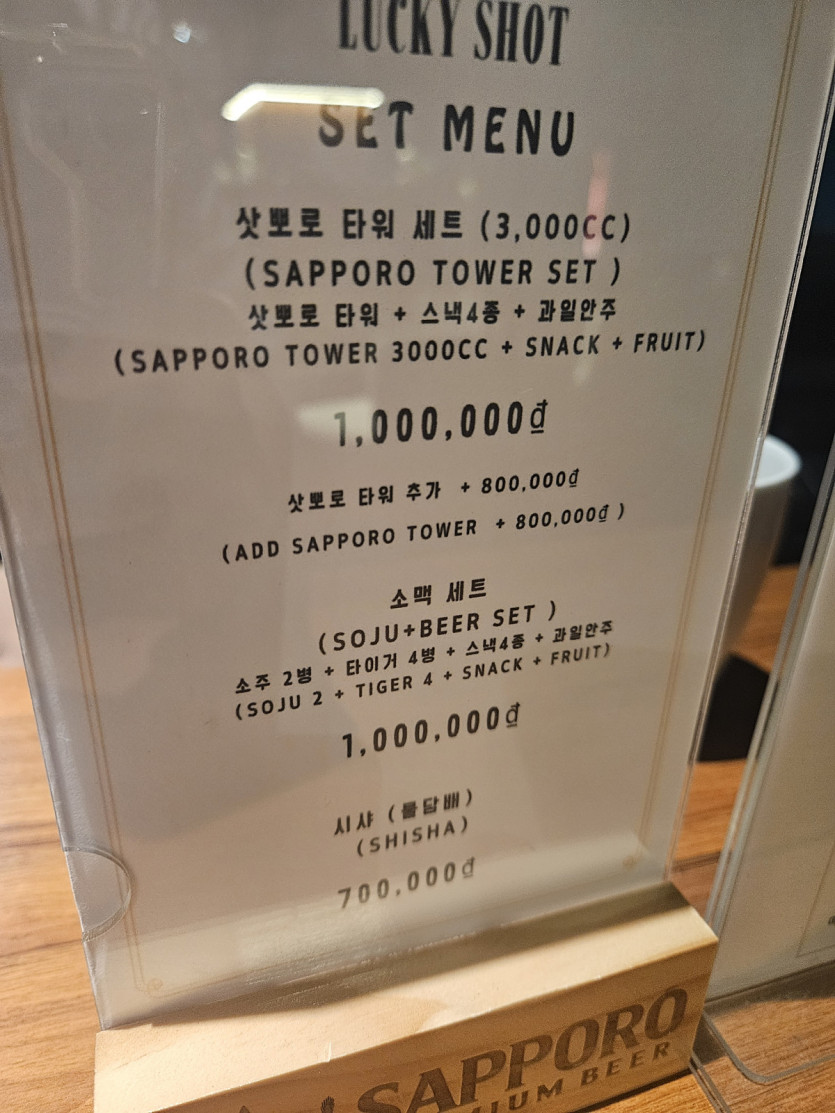 LUCKY SHOT
SET MENU
삿뽀로 타워 세트 (3,000CC)
(SAPPORO TOWER SET )
삿뽀로 타워 + 스낵4종 + 과일안주
(SAPPORO TOWER 3000CC + SNACK + FRUIT)
1,000,000₫
삿뽀로 타워 추가 + 800,000₫
(ADD SAPPORO TOWER + 800,000₫ )
소맥 세트
(SOJU+BEER SET )
소주 2병 + 타이거 4병 + 스낵4종 + 과일안주
(SOJU 2 + TIGER 4 + SNACK + FRUIT)
1,000,000₫
시샤 (물담배)
(SHISHA)
700,000₫
SAPPORO
BEER